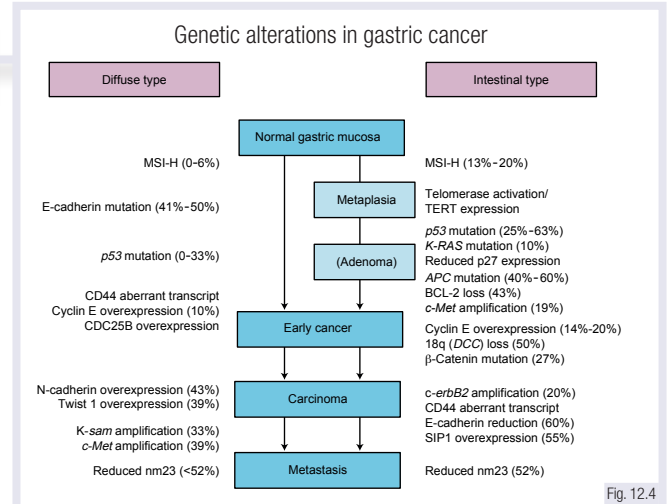 Genetic alterations in gastric cancer
Diffuse type
Intestinal type
Normal gastric mucosa
MSI-H (0-6%)
MSI-H (13%-20%)
Metaplasia
Telomerase activation/
TERT expression
E-cadherin mutation (41%-50%)
p53 mutation (25%-63%)
K-RAS mutation (10%)
Reduced p27 expression
p53 mutation (0-33%)
(Adenoma)
APC mutation (40%-60%)
BCL-2 loss (43%)
c-Met amplification (19%)
CD44 aberrant transcript
Cyclin E overexpression (10%)
CDC25B overexpression
Early cancer
Cyclin E overexpression (14%-20%)
18q (DCC) loss (50%)
β-Catenin mutation (27%)
N-cadherin overexpression (43%)
Twist 1 overexpression (39%)
Carcinoma
c-erbB2 amplification (20%)
CD44 aberrant transcript
E-cadherin reduction (60%)
SIP1 overexpression (55%)
K-sam amplification (33%)
c-Met amplification (39%)
Reduced nm23 (<52%)
Metastasis
Reduced nm23 (52%)
Fig. 12.4